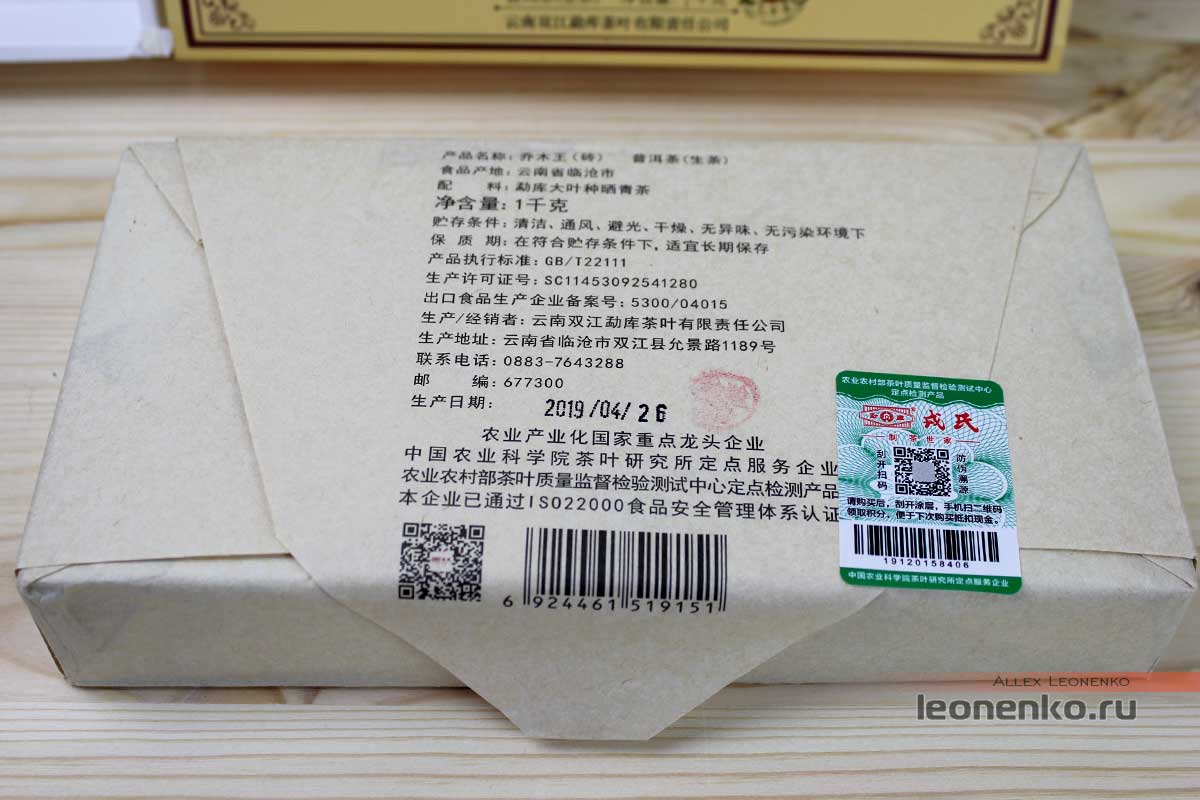 云南双江勐库茶叶有限责任公司
产品名称：乔木王（砖） 普洱茶(生茶)
食品产地：云南省临沧市
配 料：勐库大叶种晒青茶
净含量：1千克
贮存条件：清洁、通风、避光、干燥、无异味、无污染环境下
保 质 期：在符合贮存条件下，适宜长期保存
产品执行标准：GB/T22111
生产许可证号：SC11453092541280
出口食品生产企业备案号：5300/04015
生产/经销者：云南双江勐库茶叶有限责任公司
生产地址：云南省临沧市双江县允景路1189号
联系电话：0883-7643288
邮 编：677300
生产日期：2019/04/26
农业产业化国家重点龙头企业
中国农业科学院茶叶研究所定点服务企业
农业农村部茶叶质量监督检验测试中心定点检测产品
本企业已通过ISO22000食品安全管理体系认证
6 924461 519151
农业农村部茶叶质量监督检验测试中心
定点检测产品
戎氏
制茶世家
刮开扫码
防伪溯源
请购买后，刮开涂层，手机扫二维码
领取积分，便于下次购买抵扣现金。
19120158406
中国农业科学院茶叶研究所定点服务企业
Allex Leonenko
leonenko.ru